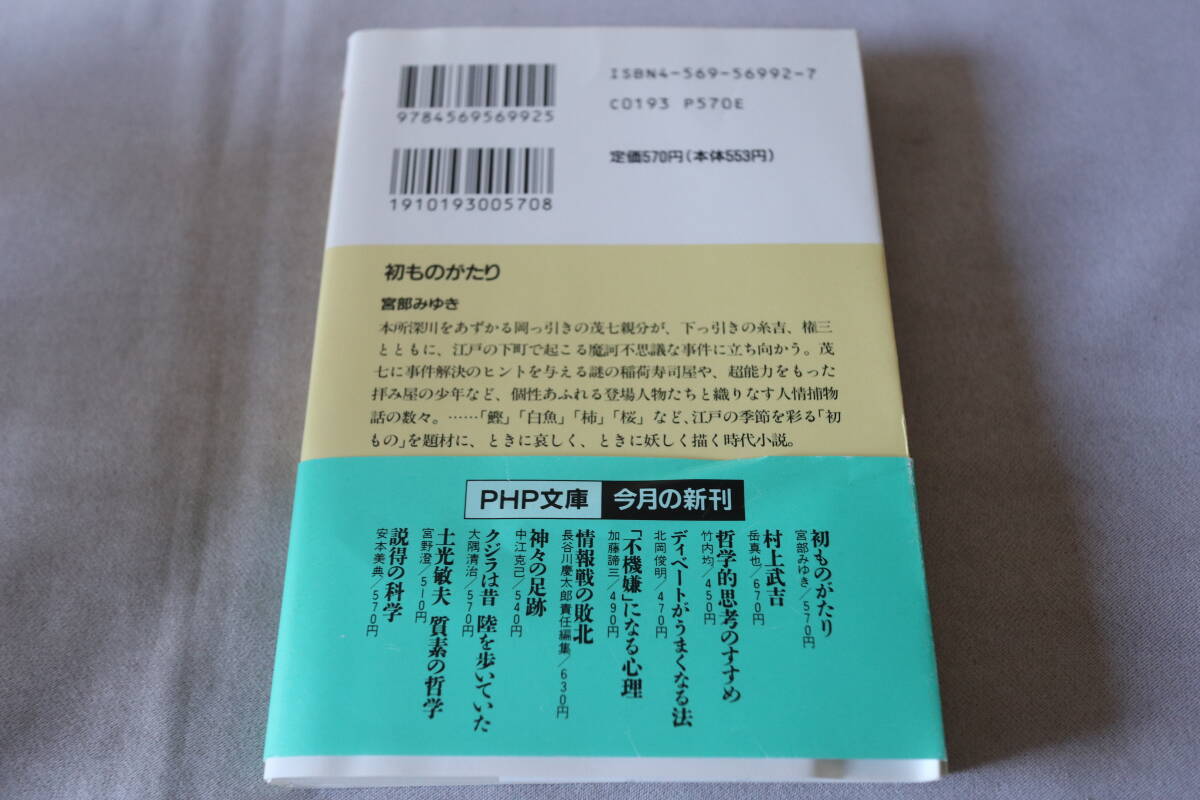 9784569569925
ISBN4-569-56992-7
C0193 P570E
1910193005708
定価570円(本体553円)
初ものがたり
宮部みゆき
本所深川をあずかる岡っ引きの茂七親分が、下っ引きの糸吉、権三
とともに、江戸の下町で起こる魔訶不思議な事件に立ち向かう。茂
七に事件解決のヒントを与える謎の稲荷寿司屋や、超能力をもった
拝み屋の少年など、個性あふれる登場人物たちと織りなす人情捕物
話の数々。……「鰹」「白魚」「柿」「桜」など、江戸の季節を彩る「初
もの」を題材に、ときに哀しく、ときに妖しく描く時代小説。
PHP文庫 今月の新刊
初ものがたり
宮部みゆき/570円
村上武吉
岳真也/670円
哲学的思考のすすめ
竹内均/450円
ディベートがうまくなる法
北岡俊明/470円
「不機嫌」になる心理
加藤諦三/490円
情報戦の敗北
長谷川慶太郎責任編集/630円
神々の足跡
中江克己/540円
クジラは昔 陸を歩いていた
大隅清治/570円
土光敏夫 質素の哲学
宮野澄/510円
説得の科学
安本美典/570円